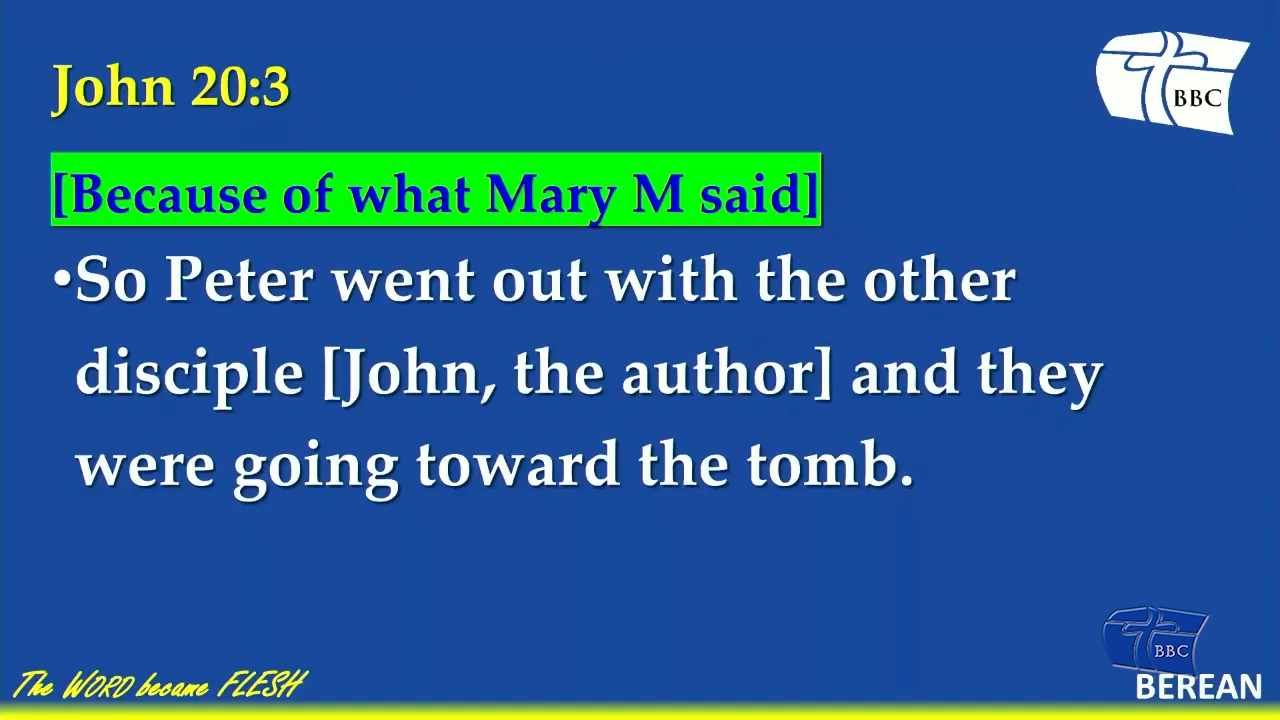 John 20:3
BBC
[Because of what Mary M said]
•So Peter went out with the other
disciple [John, the author] and they
were going toward the tomb.
BBC
The WORD became FLESH
BEREAN